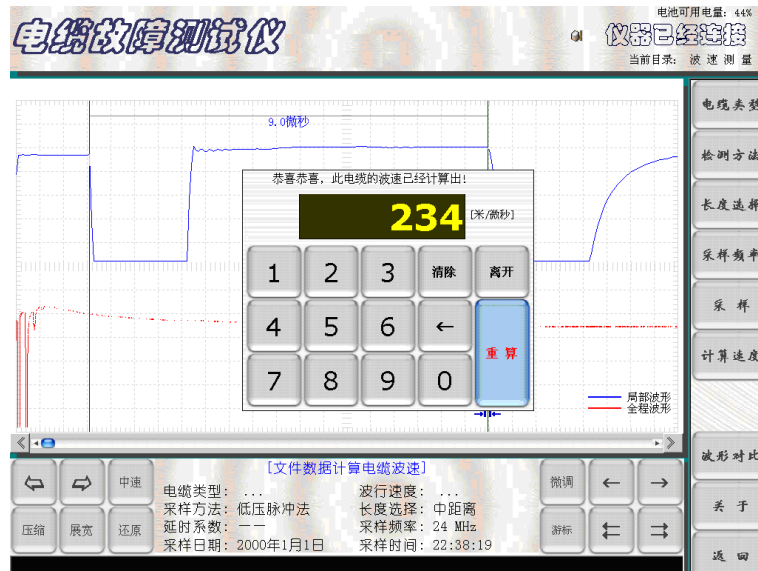 电池可用电量: 44%
电缆故障测试仪
仪器已经连接
当前目录: 波 速 测 量
电缆类型
检测方法
长度选择
采样频率
采 样
计算速度
波形对比
关 于
返 回
9.0微秒
恭喜恭喜，此电缆的波速已经计算出!
234
[米/微秒]
1 2 3 清除 离开
4 5 6 ← 重 算
7 8 9 0
局部波形
全程波形
[文件数据计算电缆波速]
中速
电缆类型: ...
波行速度: ...
采样方法: 低压脉冲法
长度选择: 中距离
延时系数: －－
采样频率: 24 MHz
采样日期: 2000年1月1日
采样时间: 22:38:19
微调 ← →
压缩 展宽 还原
游标